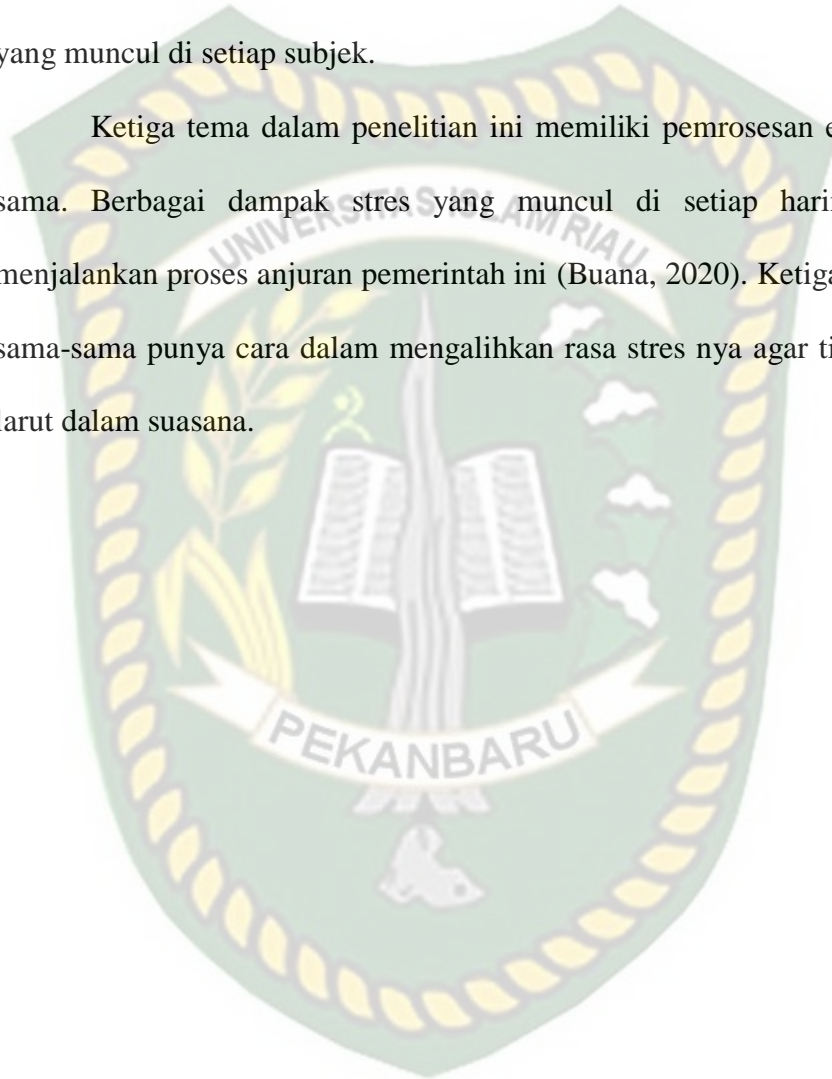 yang muncul di setiap subjek.
Ketiga tema dalam penelitian ini memiliki pemrosesan e
sama. Berbagai dampak stres yang muncul di setiap harin
menjalankan proses anjuran pemerintah ini (Buana, 2020). Ketiga
sama-sama punya cara dalam mengalihkan rasa stres nya agar ti
larut dalam suasana.
UNIVERSITAS ISLAM RIAU
PEKANBARU